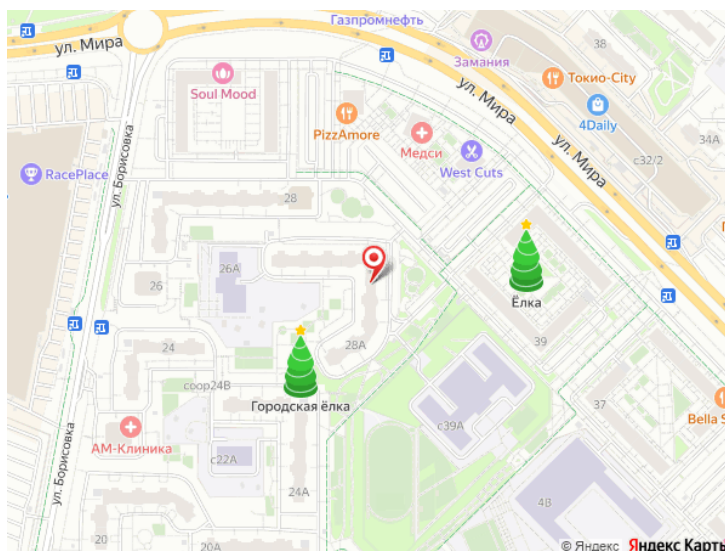 Газпромнефть
ул. Мира
Замания
38
Токио-City
Soul Mood
ул. Мира
4Daily
PizzAmore
34А
Медси
ул. Мира
с32/2
West Cuts
RacePlace
ул. Борисовка
28
26А
26
Ёлка
39
24
28А
соор24В
Городская ёлка
37
АМ-Клиника
с39А
Bella S
с22А
ул. Борисовка
24А
4В
20
20А
© Яндекс Яндекс Карты